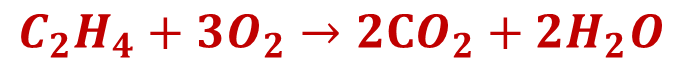 C₂H₄ + 3O₂ → 2CO₂ + 2H₂O